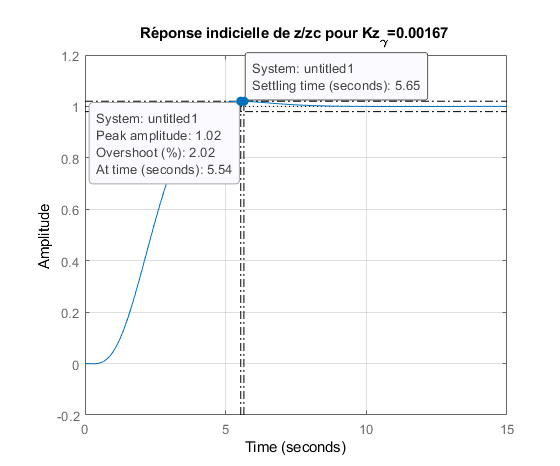 Réponse indicielle de z/zc pour Kzγ=0.00167
System: untitled1
Settling time (seconds): 5.65
System: untitled1
Peak amplitude: 1.02
Overshoot (%): 2.02
At time (seconds): 5.54
Amplitude
1.2
1
0.8
0.6
0.4
0.2
0
-0.2
0
5
10
15
Time (seconds)